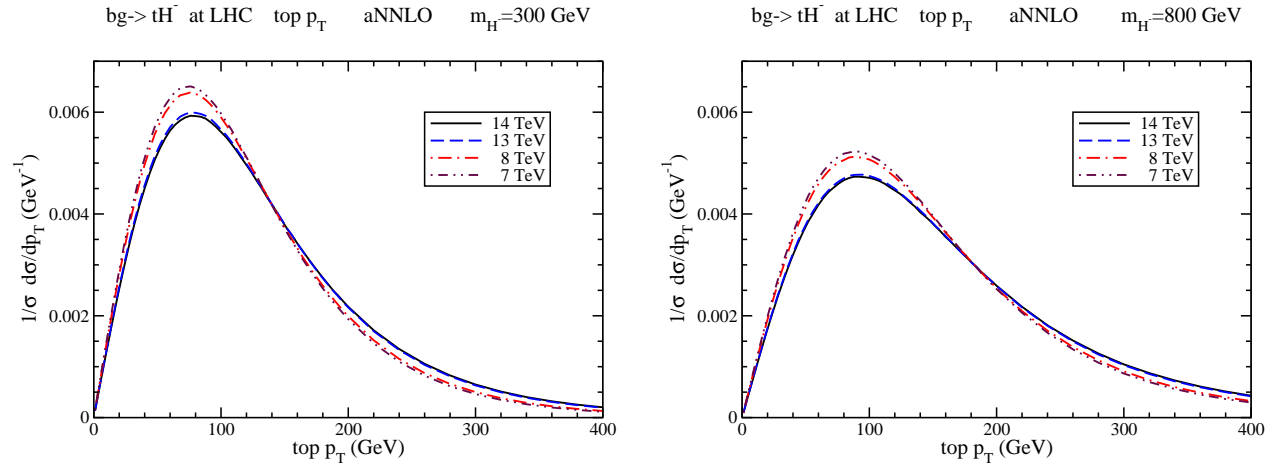 bg-> tH⁻ at LHC top p_T aNNLO m_H⁻=300 GeV
1/σ dσ/dp_T (GeV⁻¹)
0.006
0.004
0.002
0
0 100 200 300 400
top p_T (GeV)
14 TeV
13 TeV
8 TeV
7 TeV
bg-> tH⁻ at LHC top p_T aNNLO m_H⁻=800 GeV
1/σ dσ/dp_T (GeV⁻¹)
0.006
0.004
0.002
0
0 100 200 300 400
top p_T (GeV)
14 TeV
13 TeV
8 TeV
7 TeV